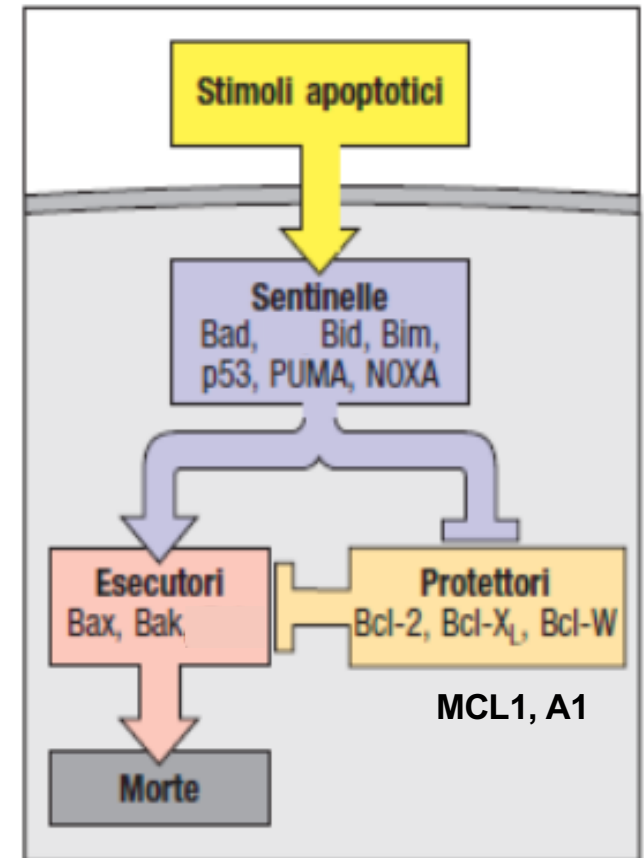 Stimoli apoptotici
Sentinelle
Bad, Bid, Bim,
p53, PUMA, NOXA
Esecutori
Bax, Bak,
Protettori
Bcl-2, Bcl-XL, Bcl-W
MCL1, A1
Morte